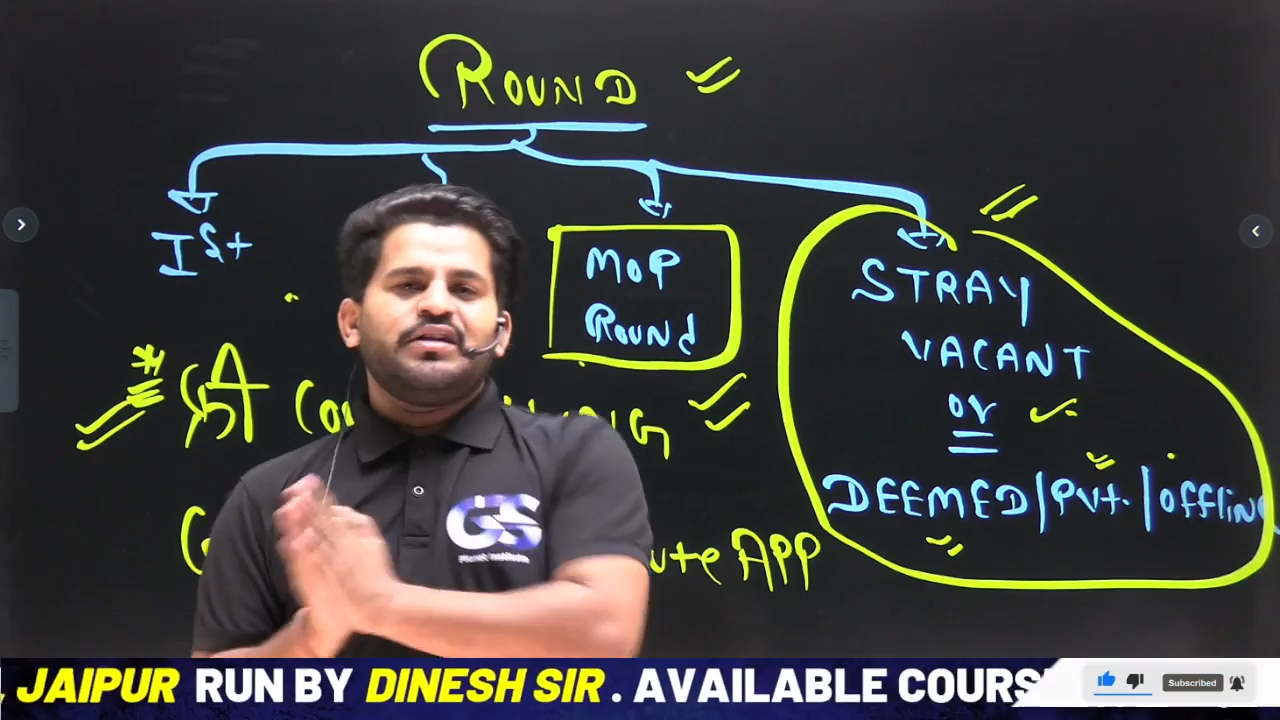 ROUND
Ist
MOP
ROUND
STRAY
VACANT
or
DEEMED/PVT./OFFLINE
GS
UTE APP
JAIPUR RUN BY DINESH SIR. AVAILABLE COURS
Subscribed